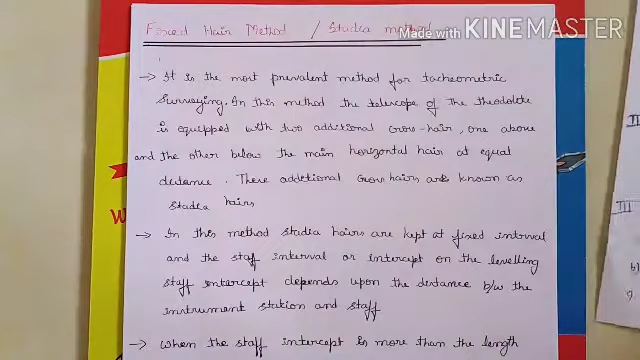 Fixed Hair Method / Stadia method
Made with KINEMASTER
→ It is the most prevalent method for tacheometric
Surveying. In this method the telescope of the theodolite
is equipped with two additional cross-hair, one above
and the other below the main horizontal hair at equal
distance. These additional cross hairs are known as
stadia hairs
→ In this method stadia hairs are kept at fixed interval
and the staff interval or intercept on the levelling
staff intercept depends upon the distance b/w the
instrument station and staff
→ When the staff intercept is more than the length
III
b)